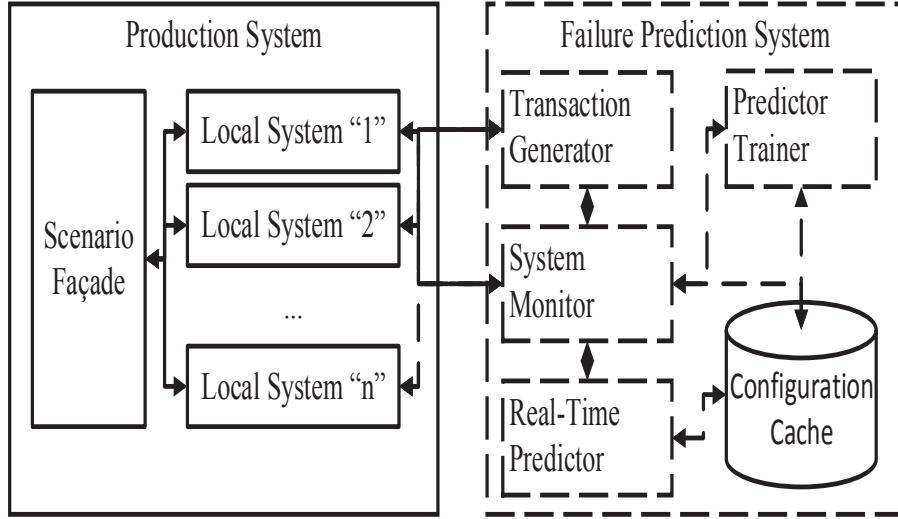 Production System
Scenario
Façade
Local System “1”
Local System “2”
...
Local System “n”
Failure Prediction System
Transaction
Generator
Predictor
Trainer
System
Monitor
Real-Time
Predictor
Configuration
Cache